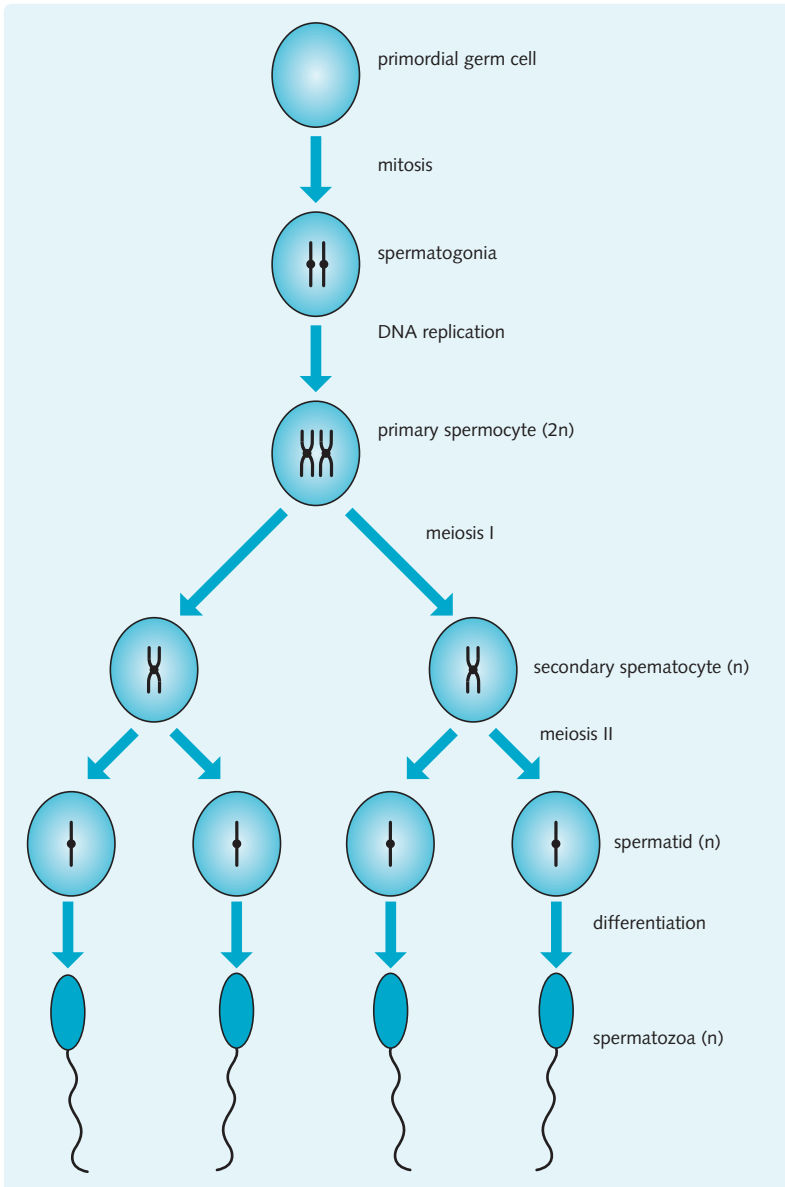 primordial germ cell
mitosis
spermatogonia
DNA replication
primary spermocyte (2n)
meiosis I
secondary spematocyte (n)
meiosis II
spermatid (n)
differentiation
spermatozoa (n)